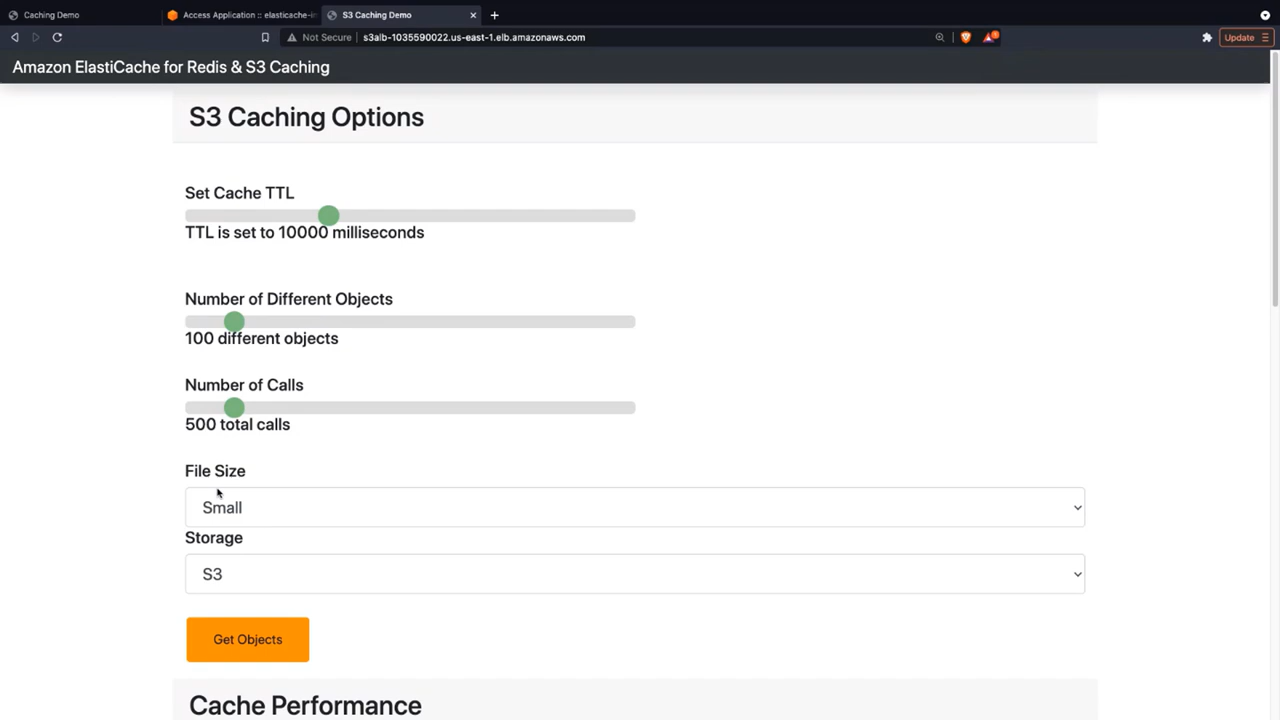 Caching Demo
Access Application :: elasticache-i
S3 Caching Demo
Not Secure
s3alb-1035590022.us-east-1.elb.amazonaws.com
Update
Amazon ElastiCache for Redis & S3 Caching
S3 Caching Options
Set Cache TTL
TTL is set to 10000 milliseconds
Number of Different Objects
100 different objects
Number of Calls
500 total calls
File Size
Small
Storage
S3
Get Objects
Cache Performance